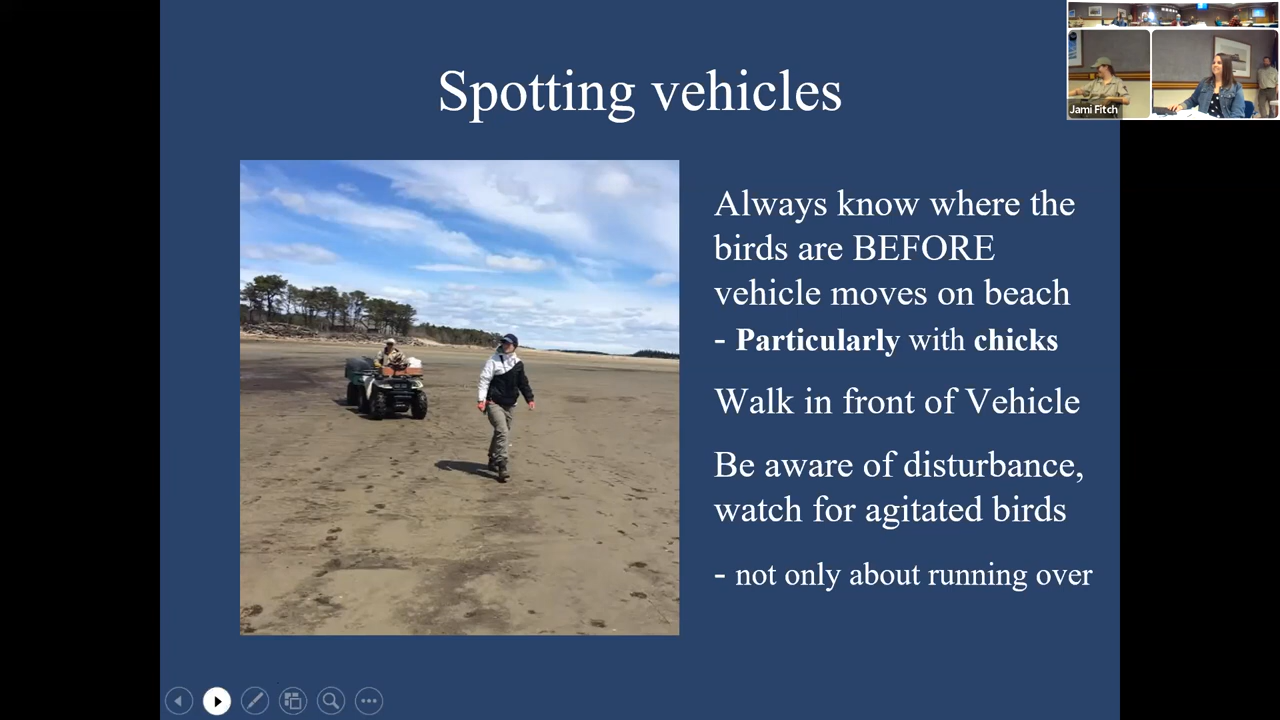 Spotting vehicles
Jami Fitch
Always know where the
birds are BEFORE
vehicle moves on beach
- Particularly with chicks
Walk in front of Vehicle
Be aware of disturbance,
watch for agitated birds
- not only about running over